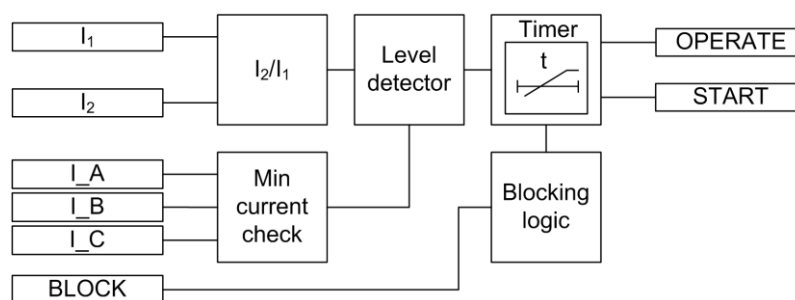 I₁
I₂
I₂/I₁
Level
detector
Timer
t
OPERATE
START
I_A
I_B
I_C
Min
current
check
Blocking
logic
BLOCK